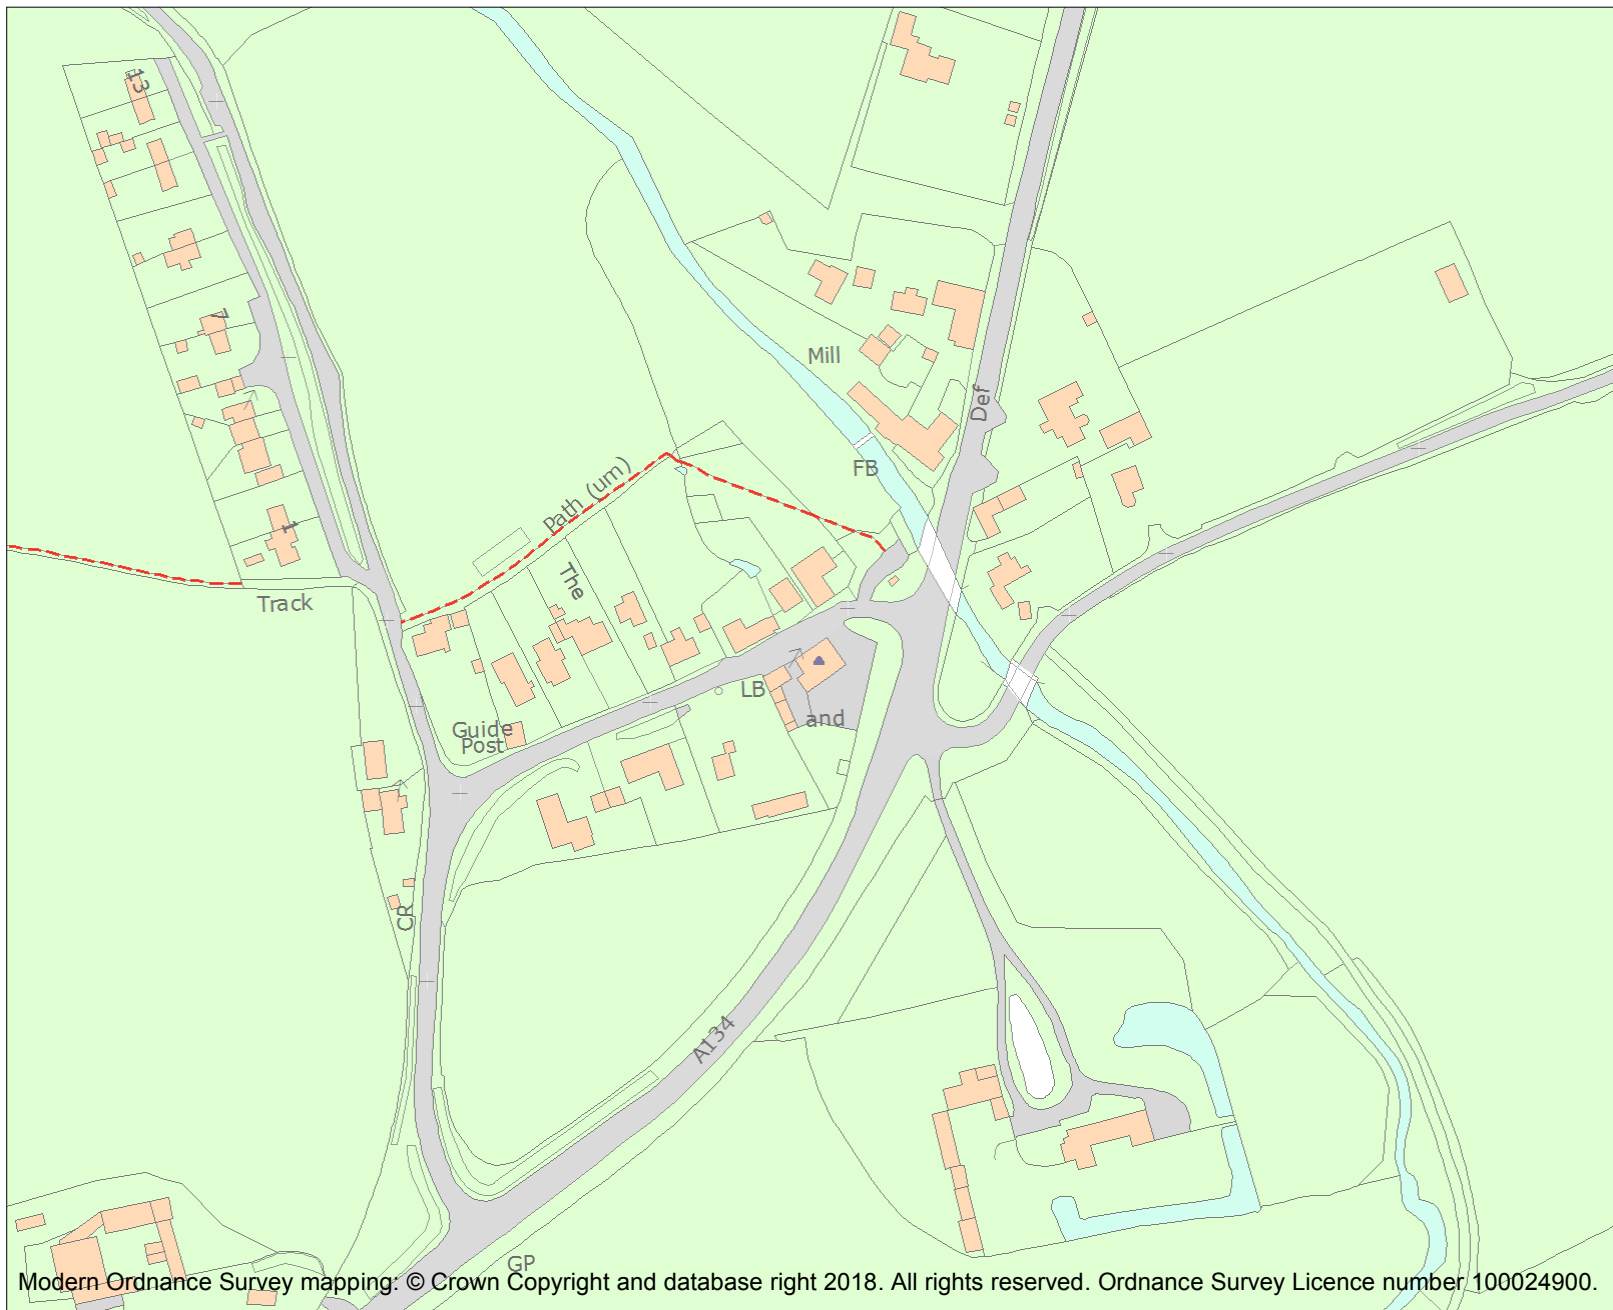 13
7
Mill
Def
FB
Path (um)
1
The
Track
LB
and
Guide
Post
CR
A134
GP
Modern Ordnance Survey mapping: © Crown Copyright and database right 2018. All rights reserved. Ordnance Survey Licence number 100024900.